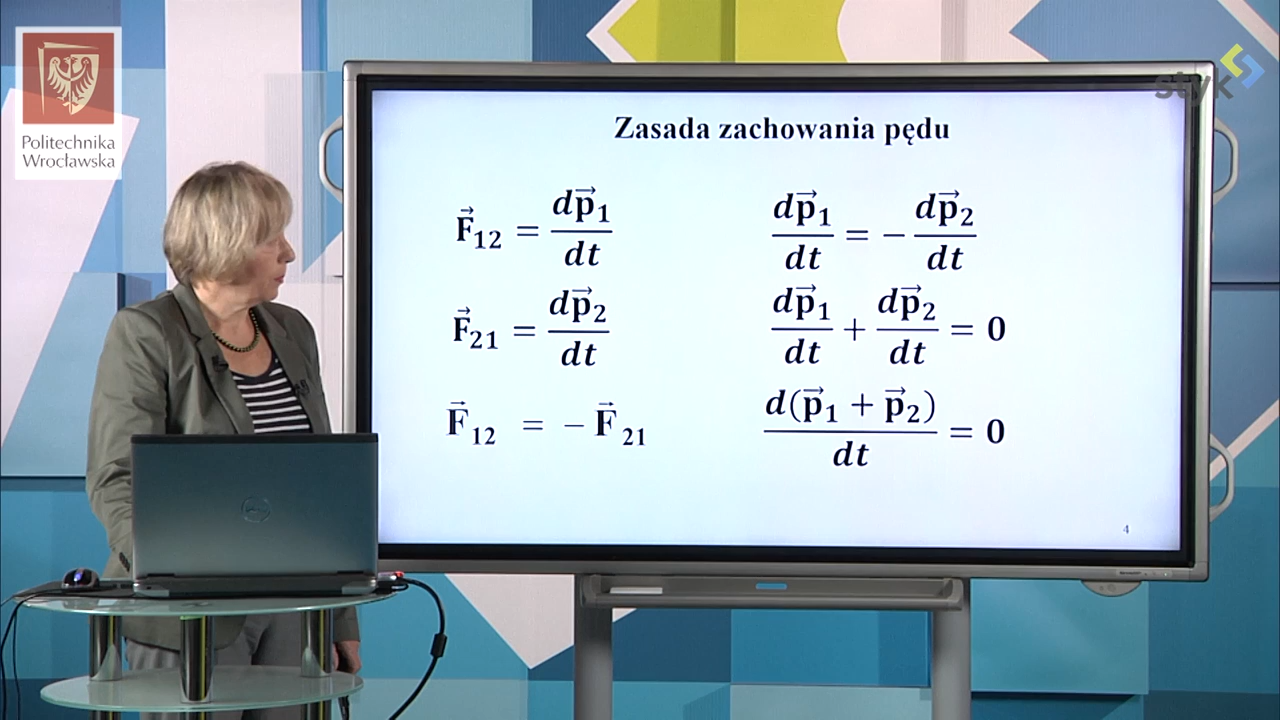 Politechnika
Wrocławska
styk
Zasada zachowania pędu
F⃗₁₂ = dp⃗₁/dt
F⃗₂₁ = dp⃗₂/dt
F⃗₁₂ = −F⃗₂₁
dp⃗₁/dt = −dp⃗₂/dt
dp⃗₁/dt + dp⃗₂/dt = 0
d(p⃗₁ + p⃗₂)/dt = 0
4